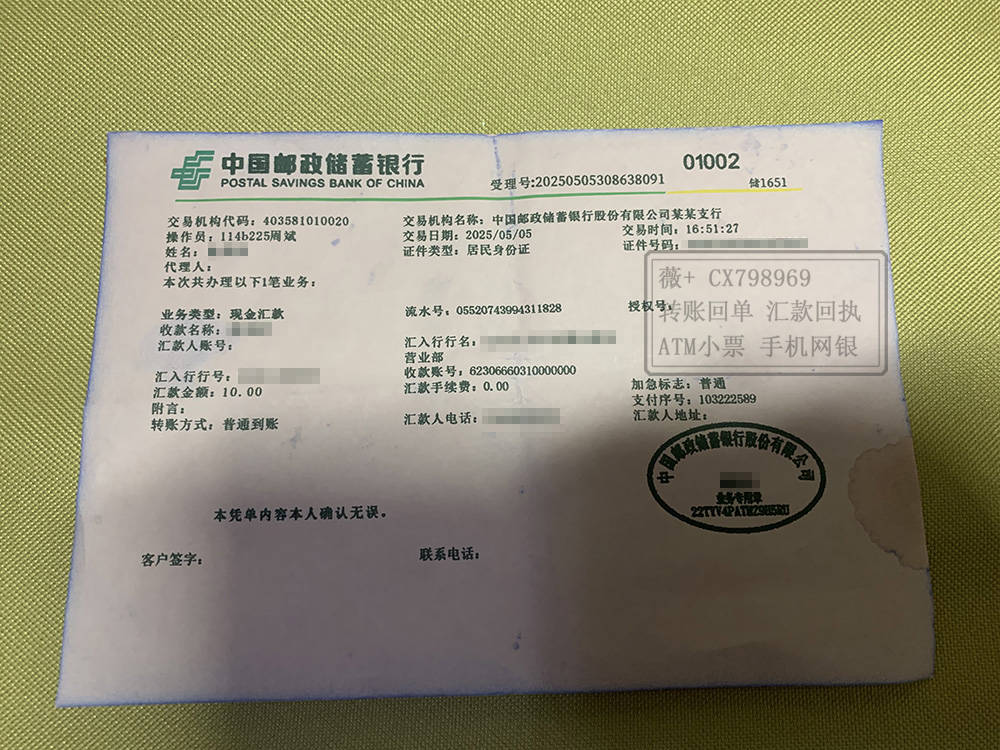 中国邮政储蓄银行
POSTAL SAVINGS BANK OF CHINA
受理号:20250505308638091
01002
储1651
交易机构代码: 403581010020
交易机构名称: 中国邮政储蓄银行股份有限公司某某支行
操作员: 114b225周斌
交易日期: 2025/05/05
交易时间: 16:51:27
姓名:
证件类型: 居民身份证
证件号码:
代理人:
本次共办理以下1笔业务:
薇+ CX798969
转账回单 汇款回执
ATM小票 手机网银
业务类型: 现金汇款
流水号: 05520743994311828
授权号:
收款名称:
汇款人账号:
汇入行行名:
营业部
汇入行行号:
收款账号: 62306660310000000
加急标志: 普通
汇款金额: 10.00
汇款手续费: 0.00
支付序号: 103222589
附言:
汇款人电话:
汇款人地址:
转账方式: 普通到账
中国邮政储蓄银行股份有限公司
业务专用章
本凭单内容本人确认无误。
客户签字:
联系电话: